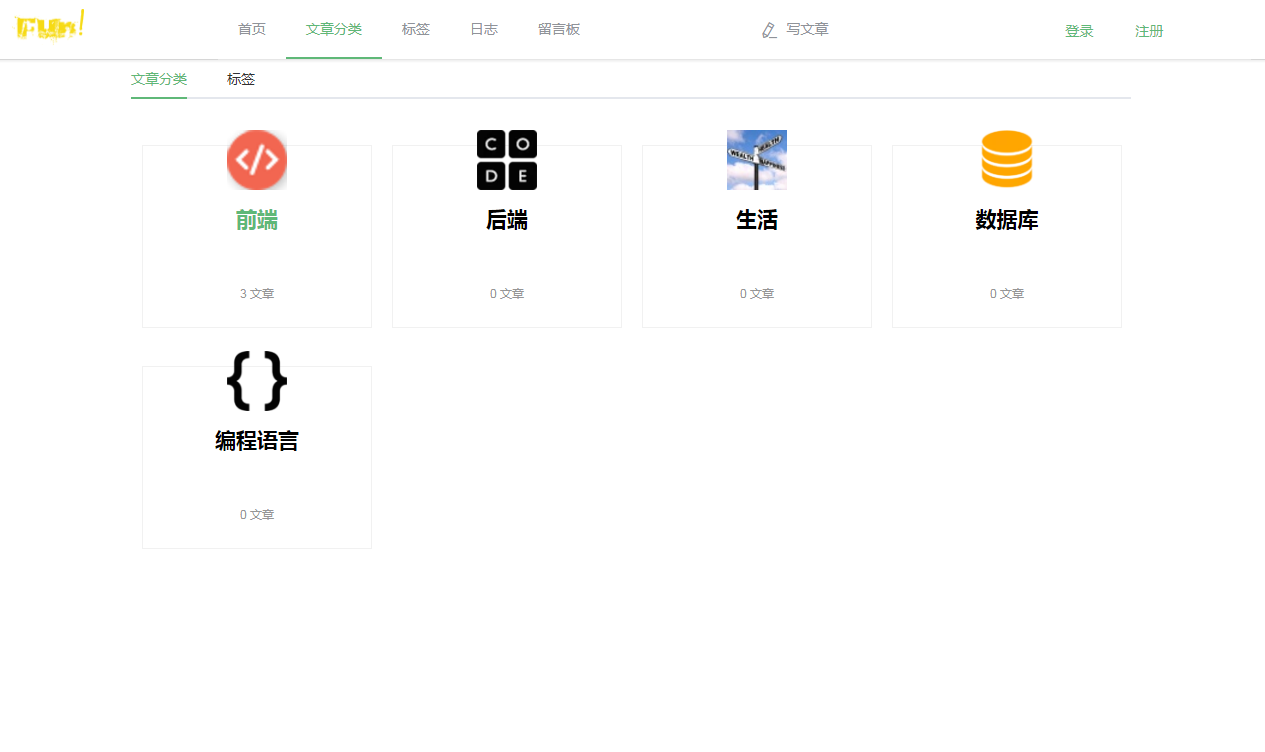 Fun!
首页 文章分类 标签 日志 留言板 写文章 登录 注册
文章分类 标签
</>
C O
D E
WEALTH HEALTH
HAPPINESS
前端 后端 生活 数据库
3 文章 0 文章 0 文章 0 文章
{ }
编程语言
0 文章